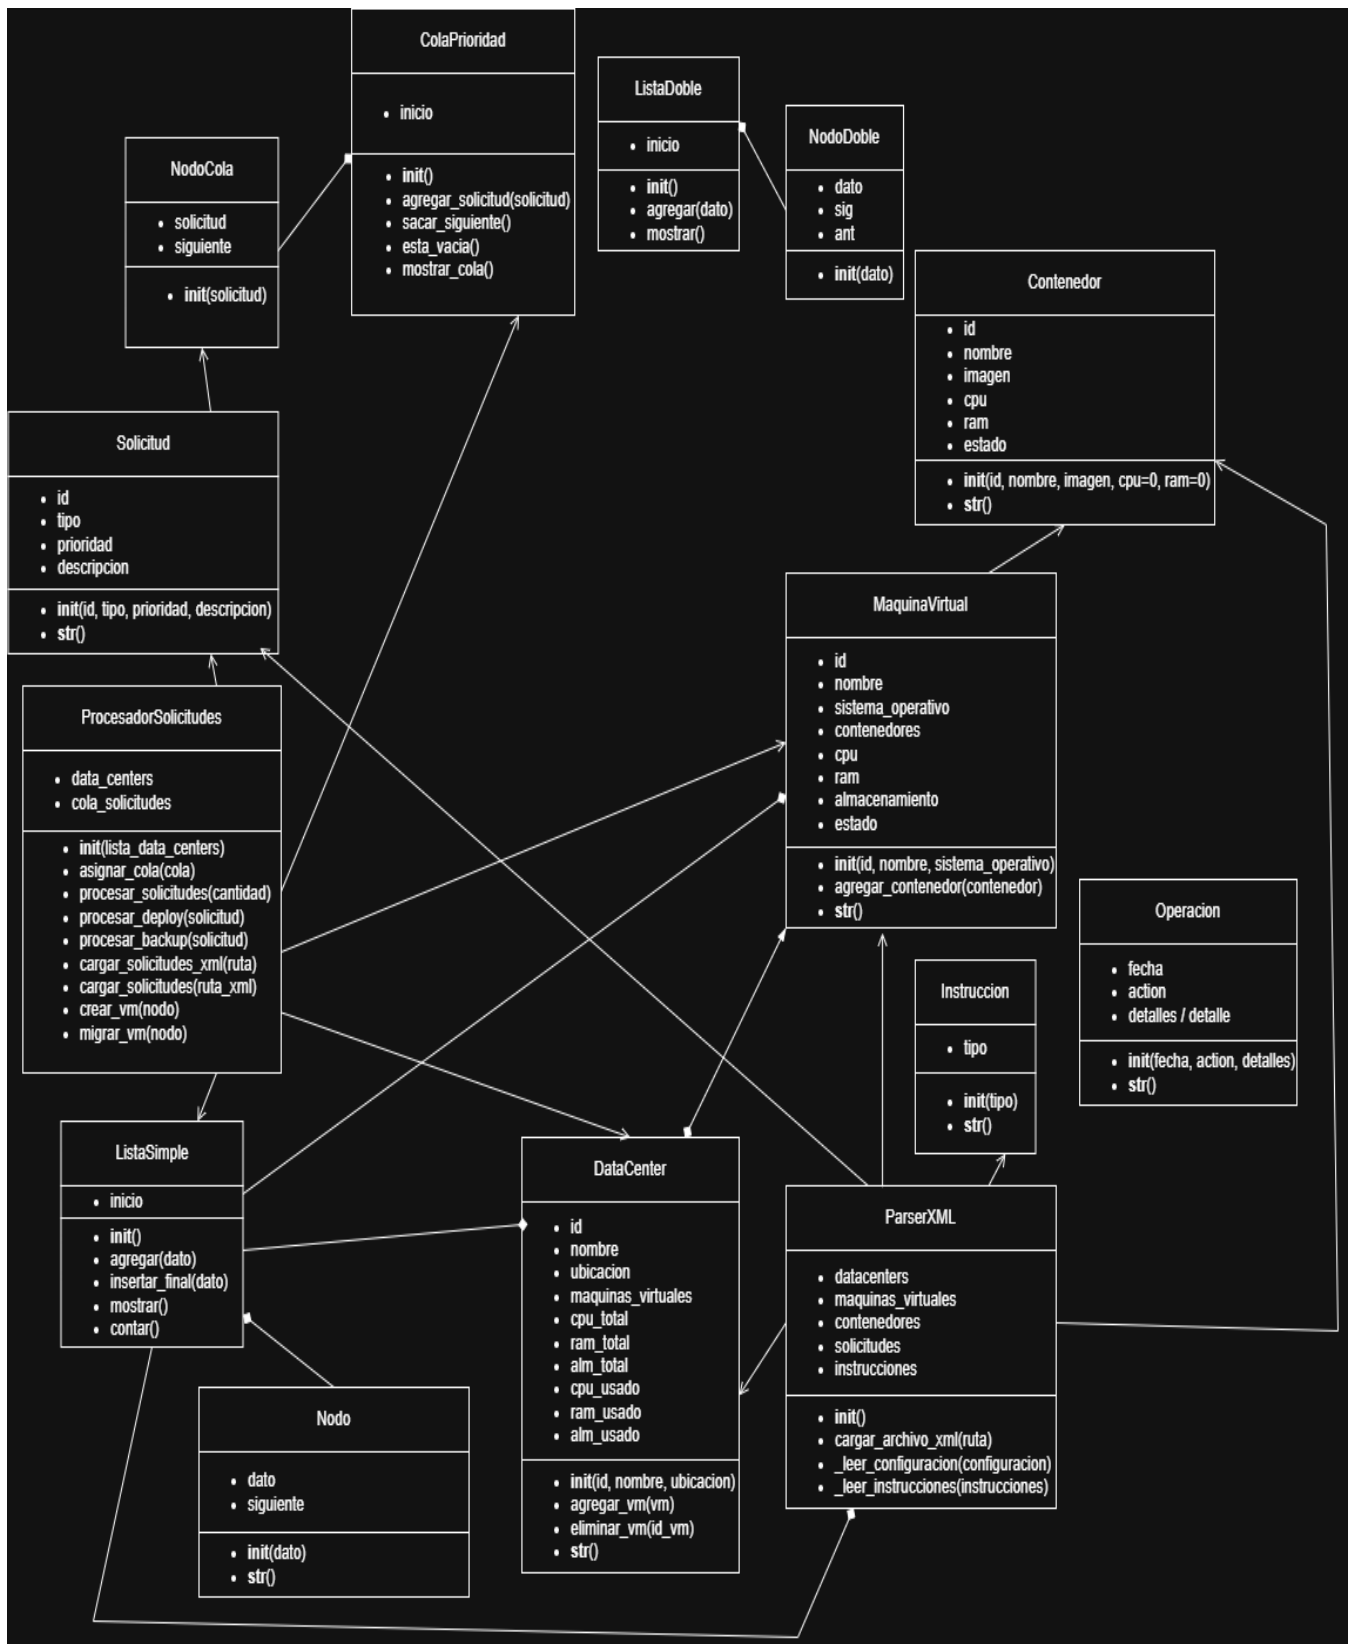 ColaPrioridad
• inicio
• init()
• agregar_solicitud(solicitud)
• sacar_siguiente()
• esta_vacia()
• mostrar_cola()
ListaDoble
• inicio
• init()
• agregar(dato)
• mostrar()
NodoDoble
• dato
• sig
• ant
• init(dato)
NodoCola
• solicitud
• siguiente
• init(solicitud)
Contenedor
• id
• nombre
• imagen
• cpu
• ram
• estado
• init(id, nombre, imagen, cpu=0, ram=0)
• str()
Solicitud
• id
• tipo
• prioridad
• descripcion
• init(id, tipo, prioridad, descripcion)
• str()
MaquinaVirtual
• id
• nombre
• sistema_operativo
• contenedores
• cpu
• ram
• almacenamiento
• estado
• init(id, nombre, sistema_operativo)
• agregar_contenedor(contenedor)
• str()
ProcesadorSolicitudes
• data_centers
• cola_solicitudes
• init(lista_data_centers)
• asignar_cola(cola)
• procesar_solicitudes(cantidad)
• procesar_deploy(solicitud)
• procesar_backup(solicitud)
• cargar_solicitudes_xml(ruta)
• cargar_solicitudes(ruta_xml)
• crear_vm(nodo)
• migrar_vm(nodo)
Operacion
• fecha
• action
• detalles / detalle
• init(fecha, action, detalles)
• str()
Instruccion
• tipo
• init(tipo)
• str()
ListaSimple
• inicio
• init()
• agregar(dato)
• insertar_final(dato)
• mostrar()
• contar()
DataCenter
• id
• nombre
• ubicacion
• maquinas_virtuales
• cpu_total
• ram_total
• alm_total
• cpu_usado
• ram_usado
• alm_usado
• init(id, nombre, ubicacion)
• agregar_vm(vm)
• eliminar_vm(id_vm)
• str()
ParserXML
• datacenters
• maquinas_virtuales
• contenedores
• solicitudes
• instrucciones
• init()
• cargar_archivo_xml(ruta)
• _leer_configuracion(configuracion)
• _leer_instrucciones(instrucciones)
Nodo
• dato
• siguiente
• init(dato)
• str()